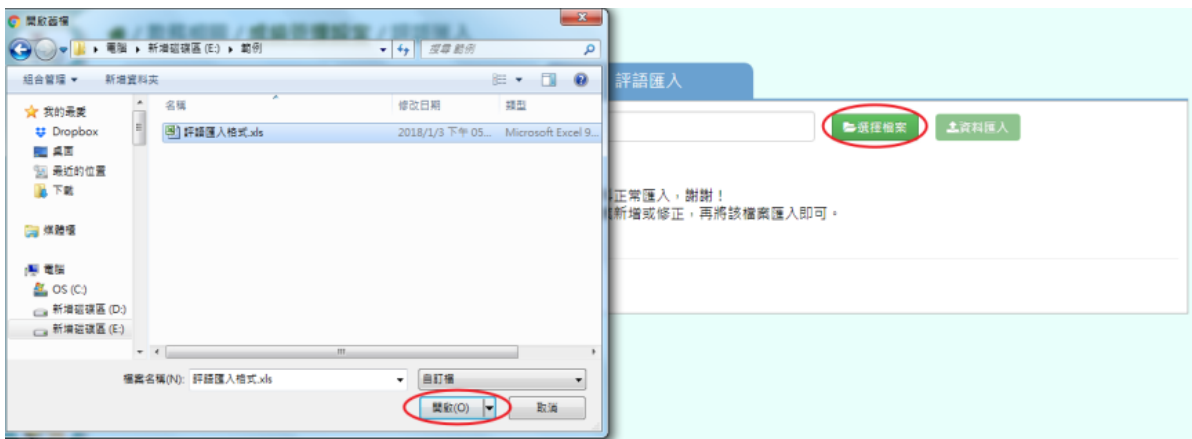 開啟舊檔
電腦 ▸ 新增磁碟區 (E:) ▸ 範例
搜尋 範例
組合管理 新增資料夾
我的最愛
Dropbox
桌面
最近的位置
下載
媒體櫃
電腦
OS (C:)
新增磁碟區 (D:)
新增磁碟區 (E:)
名稱 修改日期 類型
評語匯入格式.xls 2018/1/3 下午 05... Microsoft Excel 9...
檔案名稱(N): 評語匯入格式.xls 自訂檔
開啟(O) 取消
評語匯入
選擇檔案 資料匯入
正常匯入，謝謝！
新增或修正，再將該檔案匯入即可。